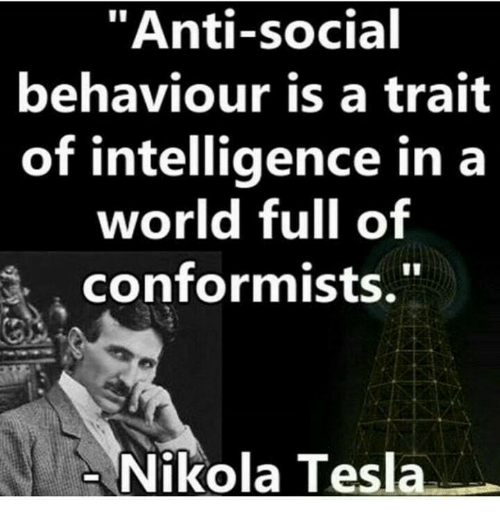 "Anti-social
behaviour is a trait
of intelligence in a
world full of
conformists."
- Nikola Tesla